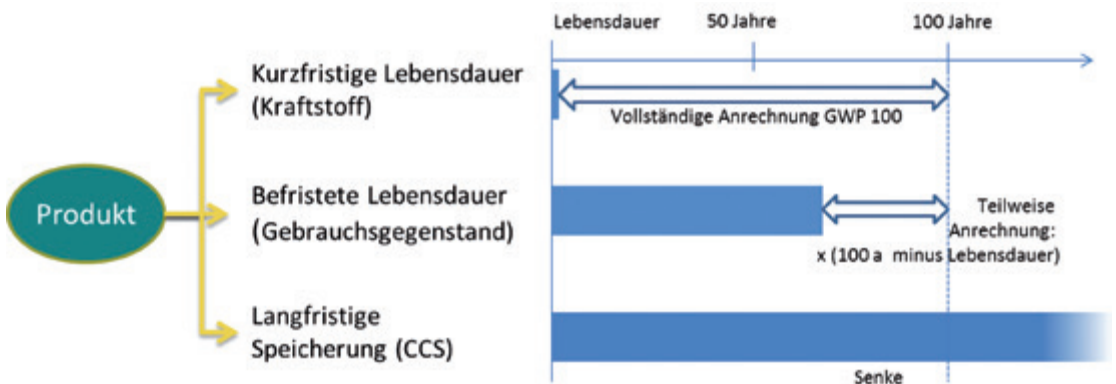 Lebensdauer 50 Jahre 100 Jahre
Kurzfristige Lebensdauer
(Kraftstoff)
Vollständige Anrechnung GWP 100
Produkt
Befristete Lebensdauer
(Gebrauchsgegenstand)
Teilweise
Anrechnung:
x (100 a minus Lebensdauer)
Langfristige
Speicherung (CCS)
Senke